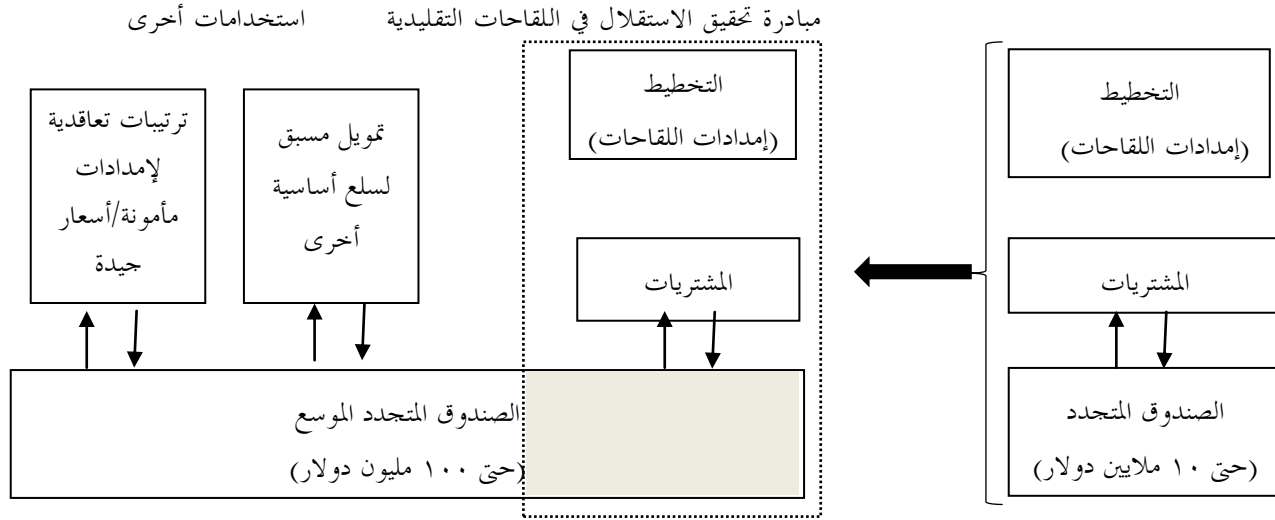 مبادرة تحقيق الاستقلال في اللقاحات التقليدية
استخدامات أخرى
التخطيط
(إمدادات اللقاحات)
المشتريات
الصندوق المتجدد
(حتى ١٠ ملايين دولار)
التخطيط
(إمدادات اللقاحات)
المشتريات
تمويل مسبق
لسلع أساسية
أخرى
ترتيبات تعاقدية
لإمدادات
مأمونة/أسعار
جيدة
الصندوق المتجدد الموسع
(حتى ١٠٠ مليون دولار)